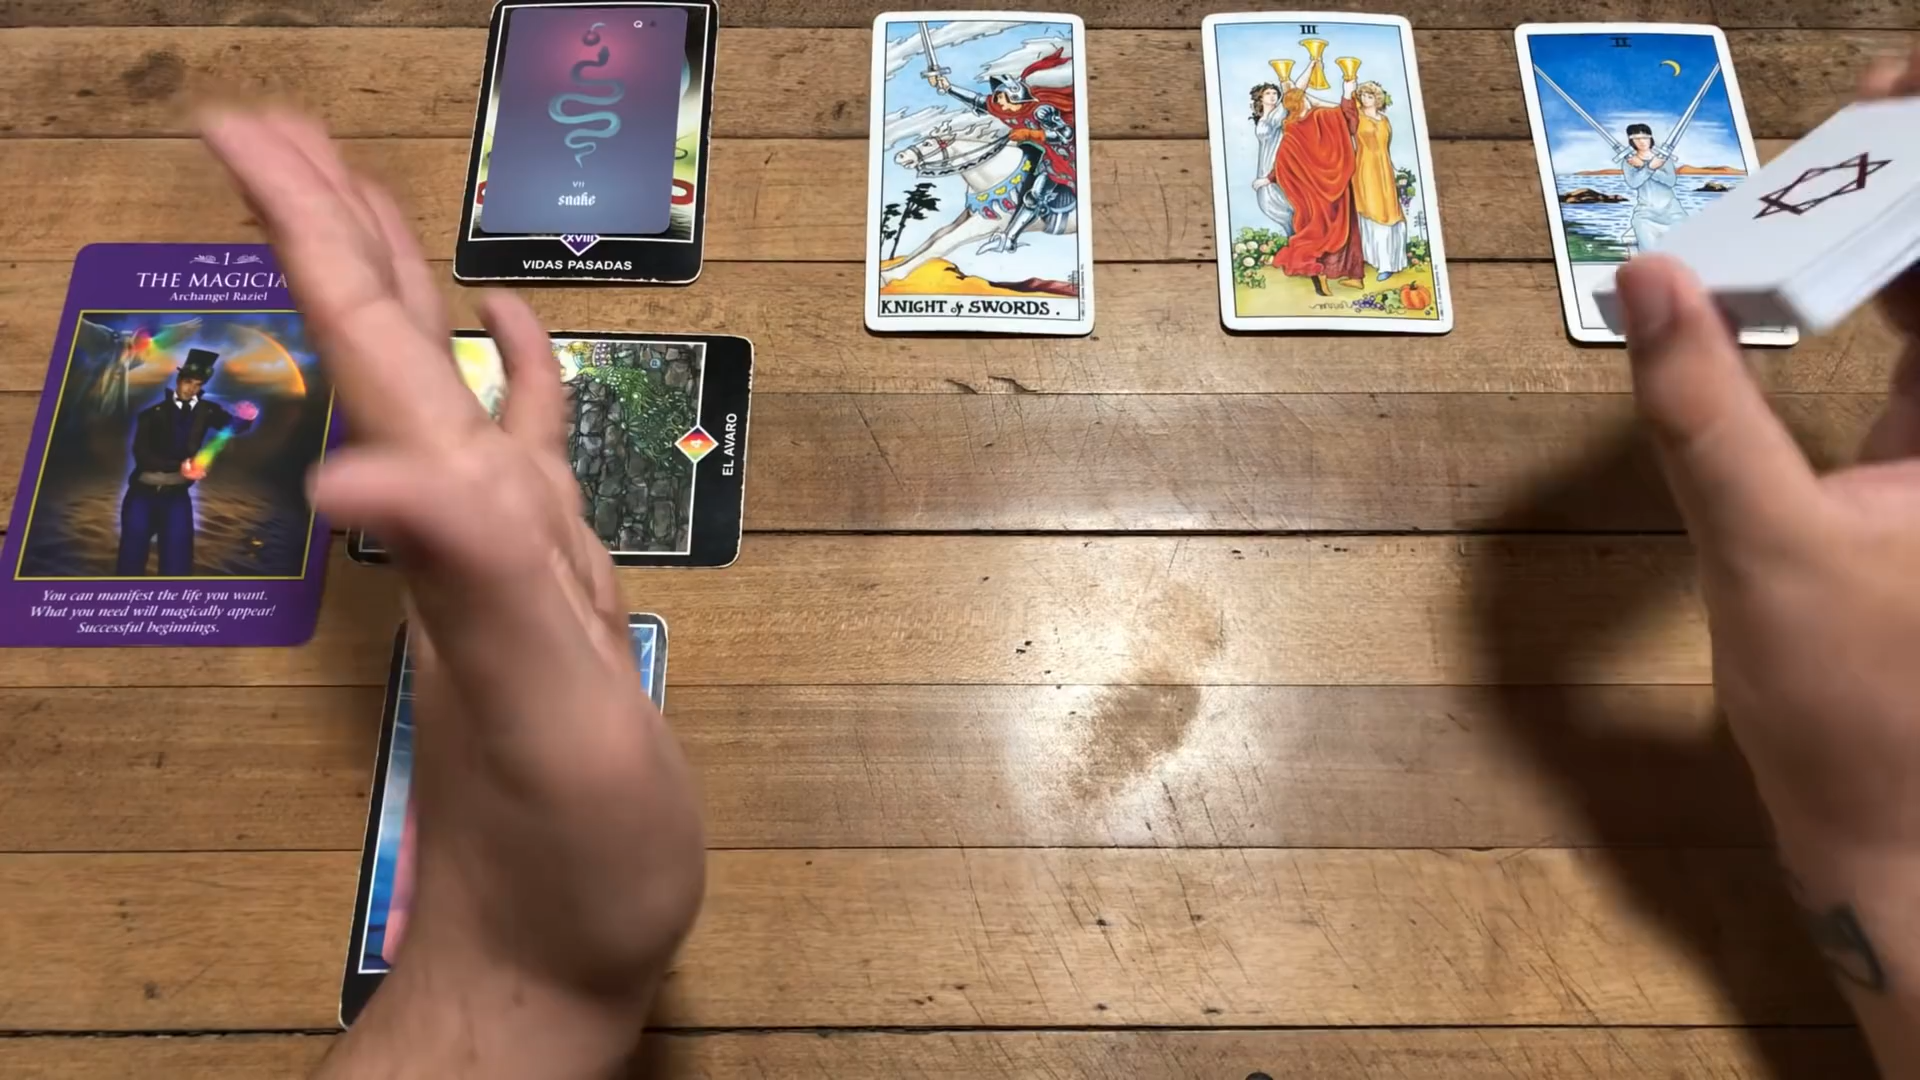 Q
VII
snake
XVIII
VIDAS PASADAS
KNIGHT of SWORDS.
III
II
1
THE MAGICIA
Archangel Raziel
You can manifest the life you want.
What you need will magically appear!
Successful beginnings.
4
EL AVARO